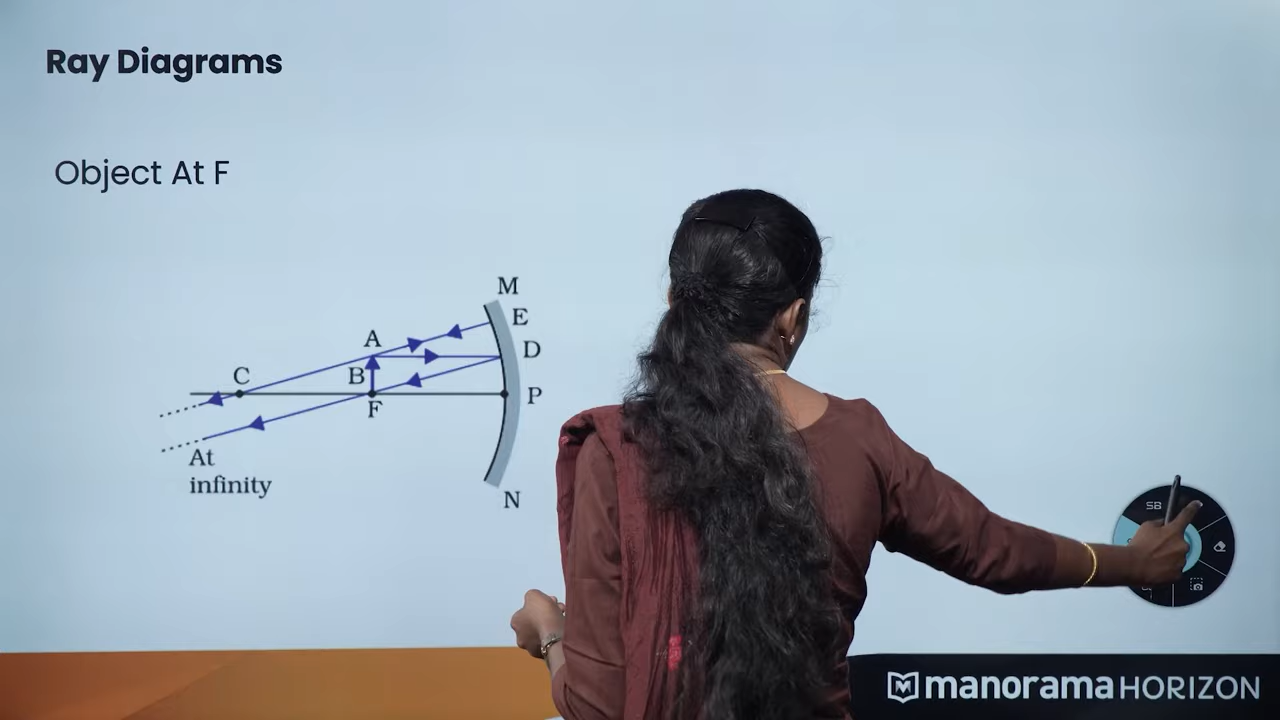 Ray Diagrams
Object At F
M
E
A
D
C
B
P
F
At
infinity
N
SB
manorama HORIZON